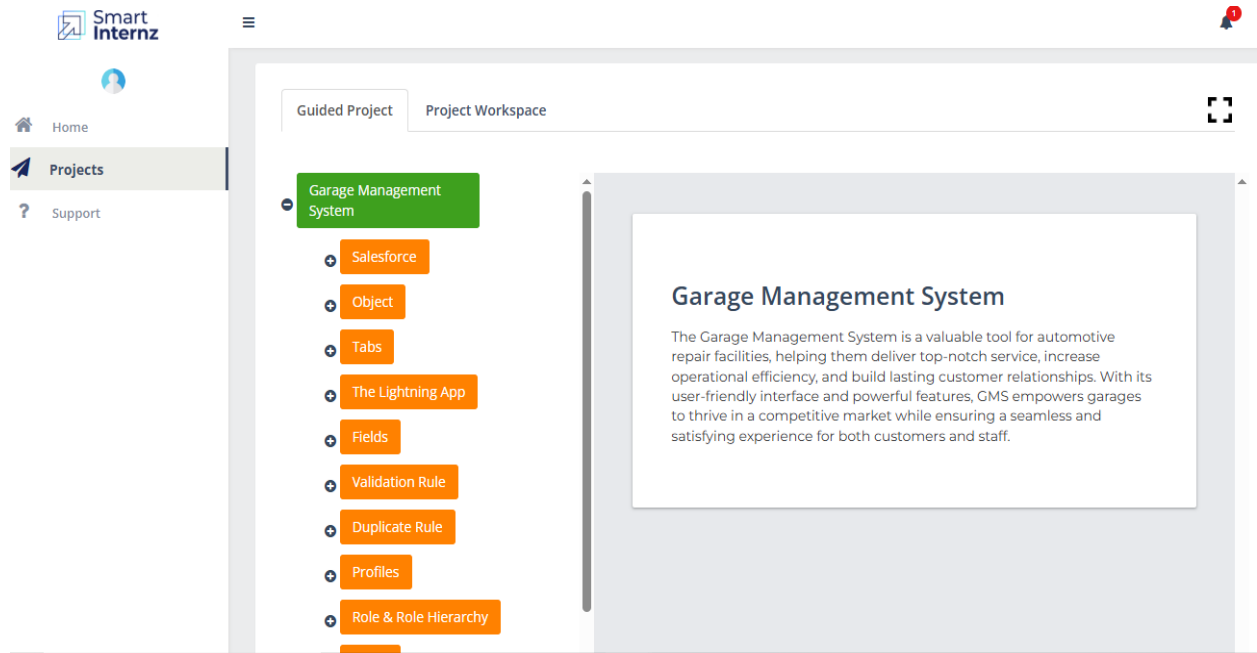 Smart
Internz
1
Home
Projects
Support
Guided Project
Project Workspace
Garage Management
System
Salesforce
Object
Tabs
The Lightning App
Fields
Validation Rule
Duplicate Rule
Profiles
Role & Role Hierarchy
Garage Management System
The Garage Management System is a valuable tool for automotive
repair facilities, helping them deliver top-notch service, increase
operational efficiency, and build lasting customer relationships. With its
user-friendly interface and powerful features, GMS empowers garages
to thrive in a competitive market while ensuring a seamless and
satisfying experience for both customers and staff.